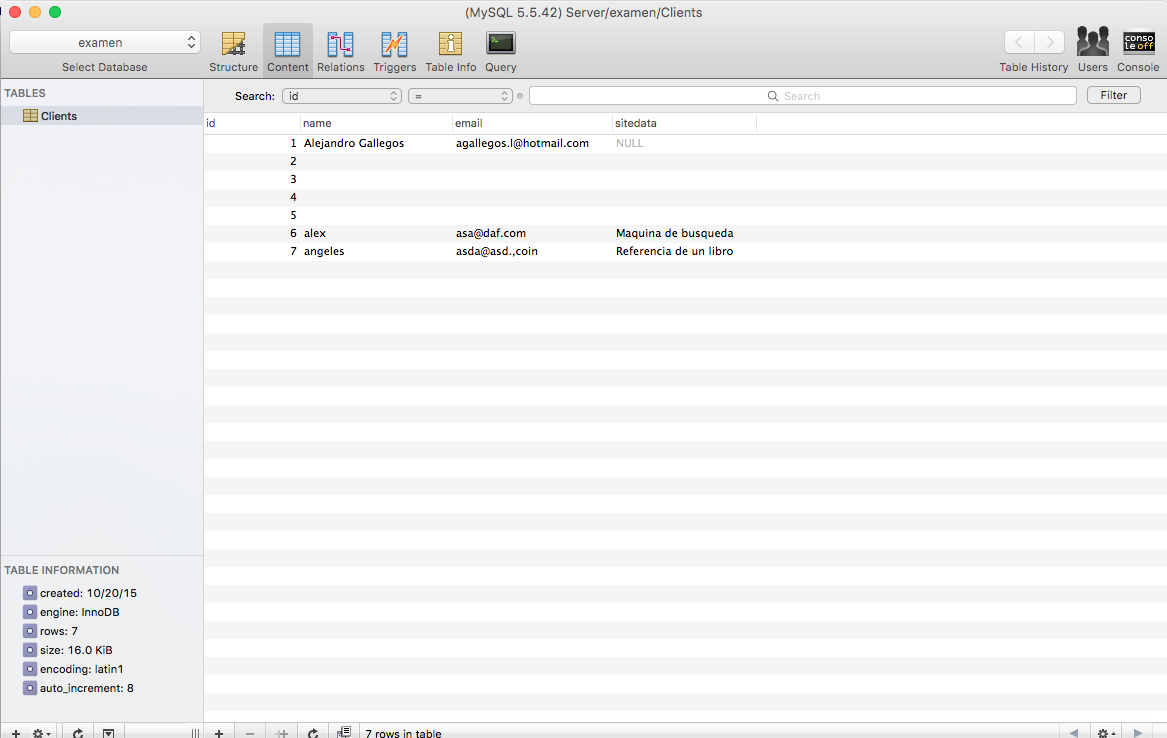 (MySQL 5.5.42) Server/examen/Clients
examen
Select Database
Structure Content Relations Triggers Table Info Query
Table History Users Console
conso
le off
TABLES
Clients
Search: id = Search Filter
id name email sitedata
1 Alejandro Gallegos agallegos.l@hotmail.com NULL
2
3
4
5
6 alex asa@daf.com Maquina de busqueda
7 angeles asda@asd.,coin Referencia de un libro
TABLE INFORMATION
created: 10/20/15
engine: InnoDB
rows: 7
size: 16.0 KiB
encoding: latin1
auto_increment: 8
7 rows in table